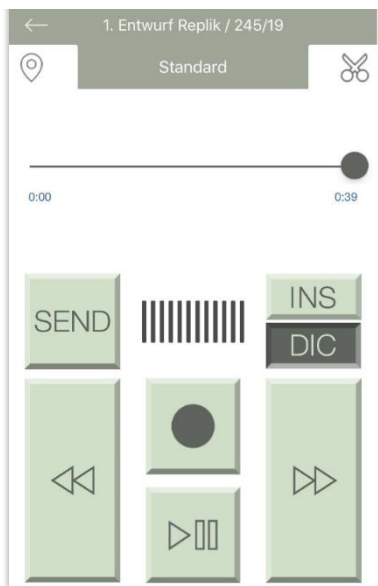 1. Entwurf Replik / 245/19
Standard
0:00
0:39
SEND
INS
DIC